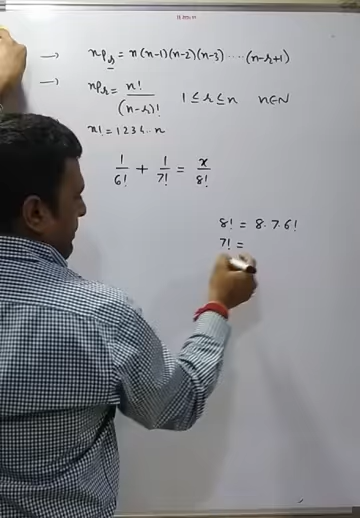 → nPr = n(n-1)(n-2)(n-3) ..... (n-r+1)
→ nPr = n! / (n-r)! 1 ≤ r ≤ n n∈N
n! = 1 2 3 4 .. n
1/6! + 1/7! = x/8!
8! = 8.7.6!
7! =